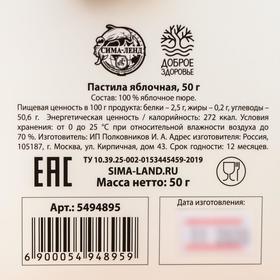 СИМА-ЛЕНД
ДОБРОЕ
ЗДОРОВЬЕ
Пастила яблочная, 50 г
Состав: 100 % яблочное пюре.
Пищевая ценность в 100 г продукта: белки – 2,5 г, жиры – 0,2 г, углеводы –
50,6 г. Энергетическая ценность / калорийность: 272 ккал. Условия
хранения: от 0 до 25 °C при относительной влажности воздуха до
70 %. Изготовитель: ИП Полковников И. А. Адрес изготовителя: Россия,
105187, г. Москва, ул. Кирпичная, дом 43. Срок годности: 12 месяцев.
ЕАС
ТУ 10.39.25-002-0153445459-2019
SIMA-LAND.RU
Масса нетто: 50 г
Арт.: 5494895
Дата изготовления:
6 900054 948959